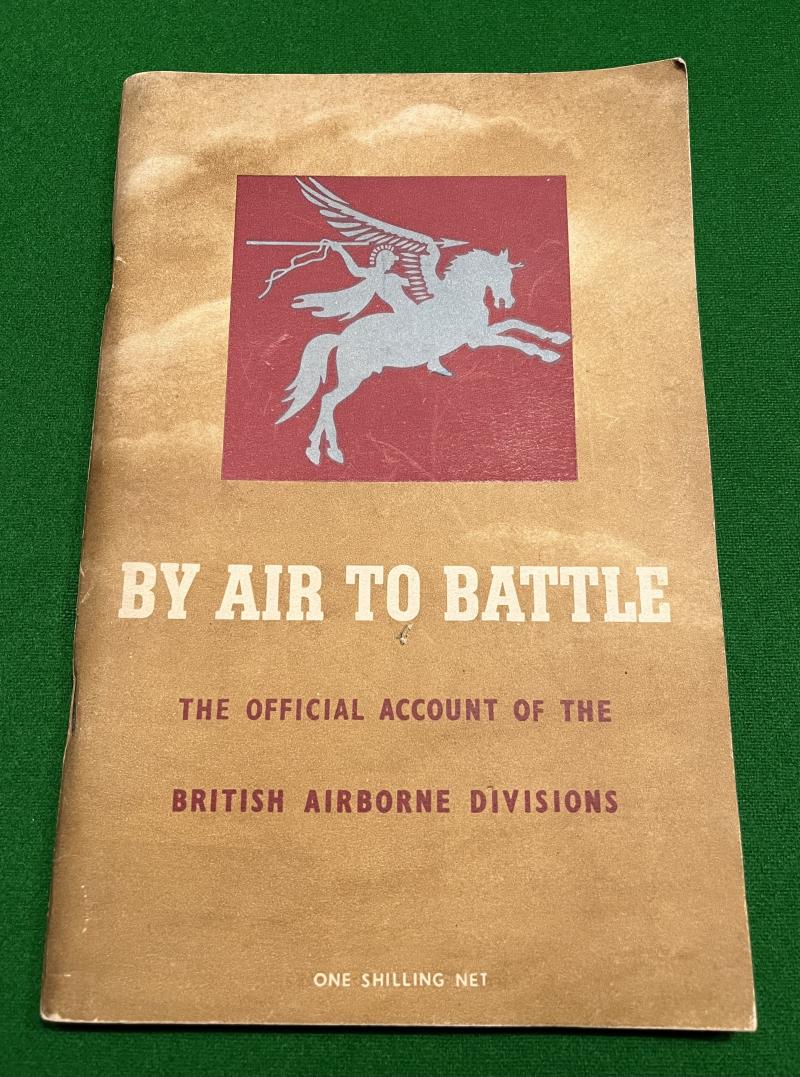 BY AIR TO BATTLE
THE OFFICIAL ACCOUNT OF THE
BRITISH AIRBORNE DIVISIONS
ONE SHILLING NET